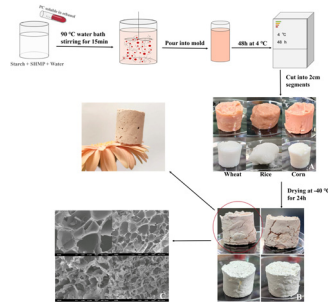 PC soluble in ethanol
90 ℃ water bath
stirring for 15min
Pour into mold
48h at 4 ℃
4 ℃
48 h
Starch + SHMP + Water
Cut into 2cm
segments
A
Wheat
Rice
Corn
Drying at -40 ℃
for 24h
C
B